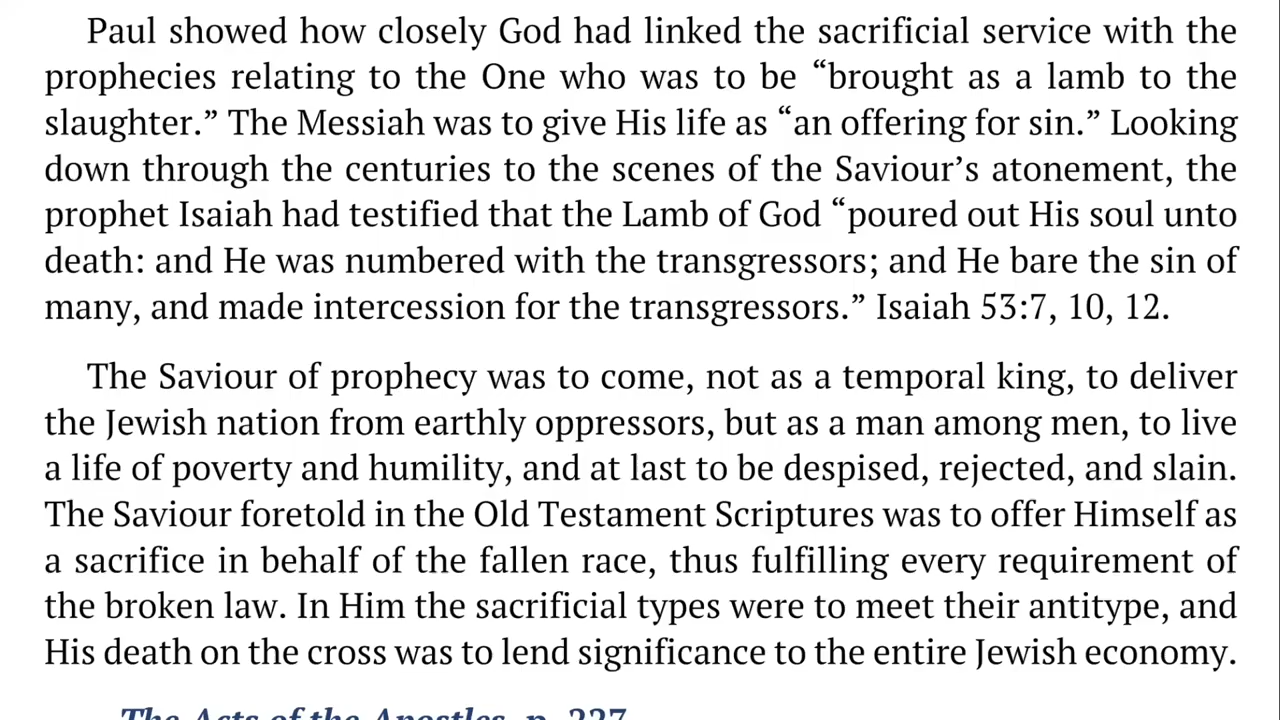 Paul showed how closely God had linked the sacrificial service with the
prophecies relating to the One who was to be “brought as a lamb to the
slaughter.” The Messiah was to give His life as “an offering for sin.” Looking
down through the centuries to the scenes of the Saviour’s atonement, the
prophet Isaiah had testified that the Lamb of God “poured out His soul unto
death: and He was numbered with the transgressors; and He bare the sin of
many, and made intercession for the transgressors.” Isaiah 53:7, 10, 12.
The Saviour of prophecy was to come, not as a temporal king, to deliver
the Jewish nation from earthly oppressors, but as a man among men, to live
a life of poverty and humility, and at last to be despised, rejected, and slain.
The Saviour foretold in the Old Testament Scriptures was to offer Himself as
a sacrifice in behalf of the fallen race, thus fulfilling every requirement of
the broken law. In Him the sacrificial types were to meet their antitype, and
His death on the cross was to lend significance to the entire Jewish economy.
The Acts of the Apostles, p. 227